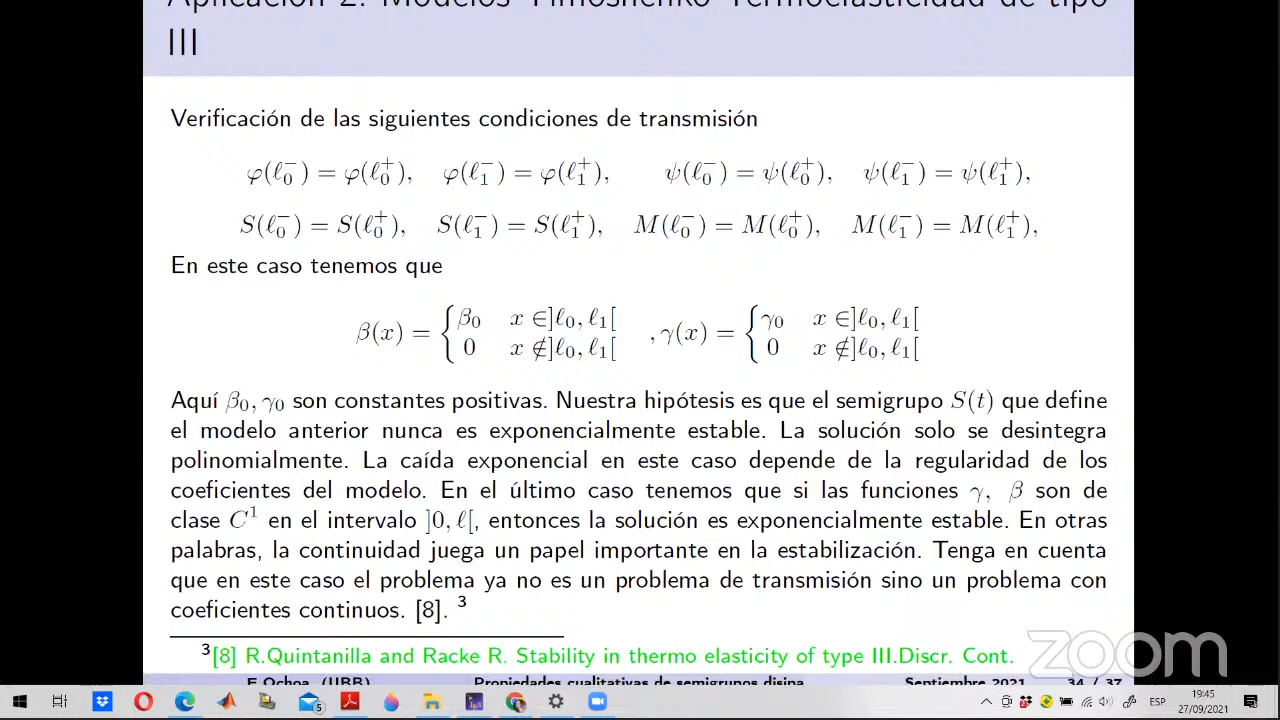 Aplicación 2: Modelos Timoshenko Termoelasticidad de tipo
III
Verificación de las siguientes condiciones de transmisión
φ(ℓ₀⁻) = φ(ℓ₀⁺), φ(ℓ₁⁻) = φ(ℓ₁⁺), ψ(ℓ₀⁻) = ψ(ℓ₀⁺), ψ(ℓ₁⁻) = ψ(ℓ₁⁺),
S(ℓ₀⁻) = S(ℓ₀⁺), S(ℓ₁⁻) = S(ℓ₁⁺), M(ℓ₀⁻) = M(ℓ₀⁺), M(ℓ₁⁻) = M(ℓ₁⁺),
En este caso tenemos que
β(x) = { β₀ x ∈]ℓ₀, ℓ₁[ , γ(x) = { γ₀ x ∈]ℓ₀, ℓ₁[
0 x ∉]ℓ₀, ℓ₁[ 0 x ∉]ℓ₀, ℓ₁[
Aquí β₀, γ₀ son constantes positivas. Nuestra hipótesis es que el semigrupo S(t) que define
el modelo anterior nunca es exponencialmente estable. La solución solo se desintegra
polinomialmente. La caída exponencial en este caso depende de la regularidad de los
coeficientes del modelo. En el último caso tenemos que si las funciones γ, β son de
clase C¹ en el intervalo ]0, ℓ[, entonces la solución es exponencialmente estable. En otras
palabras, la continuidad juega un papel importante en la estabilización. Tenga en cuenta
que en este caso el problema ya no es un problema de transmisión sino un problema con
coeficientes continuos. [8]. ³
³[8] R.Quintanilla and Racke R. Stability in thermo elasticity of type III.Discr. Cont.
F.Ochoa. (UBB) Propiedades cualitativas de semigrupos disipa Septiembre 2021 34 / 37
zoom
5
ESP
19:45
27/09/2021